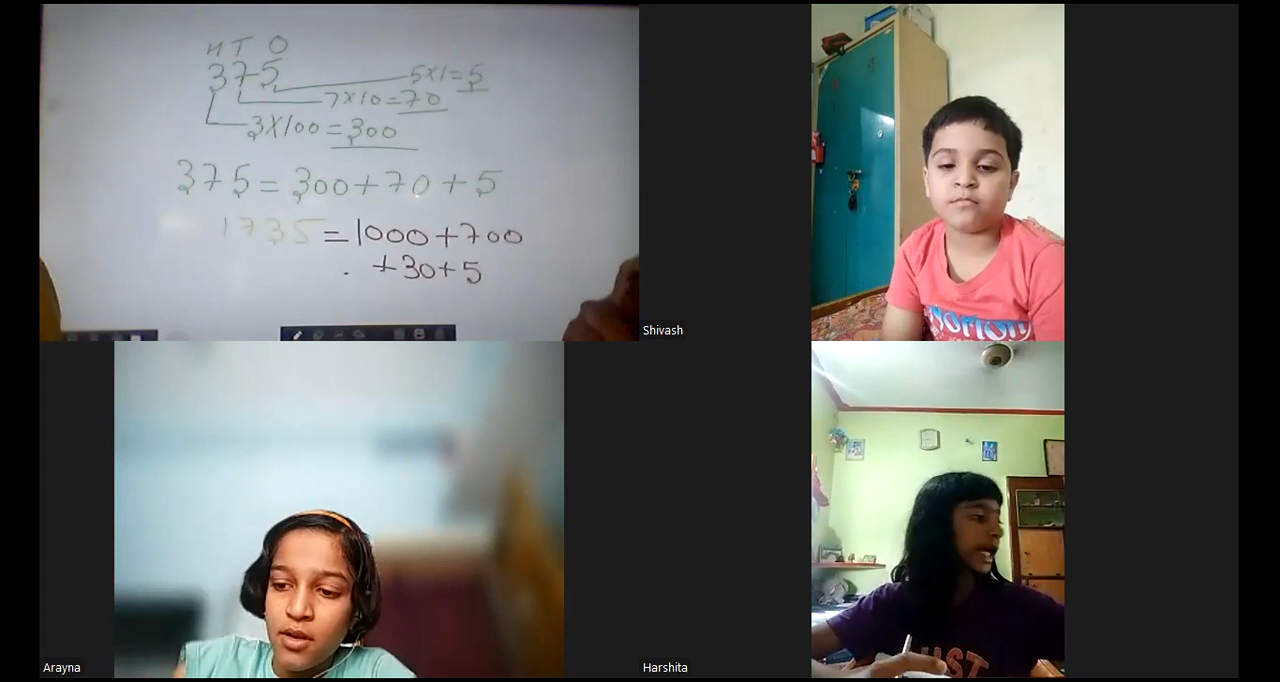 H T O
375
5×1=5
7×10=70
3×100=300
375=300+70+5
1735=1000+700
+30+5
Shivash
Arayna
Harshita